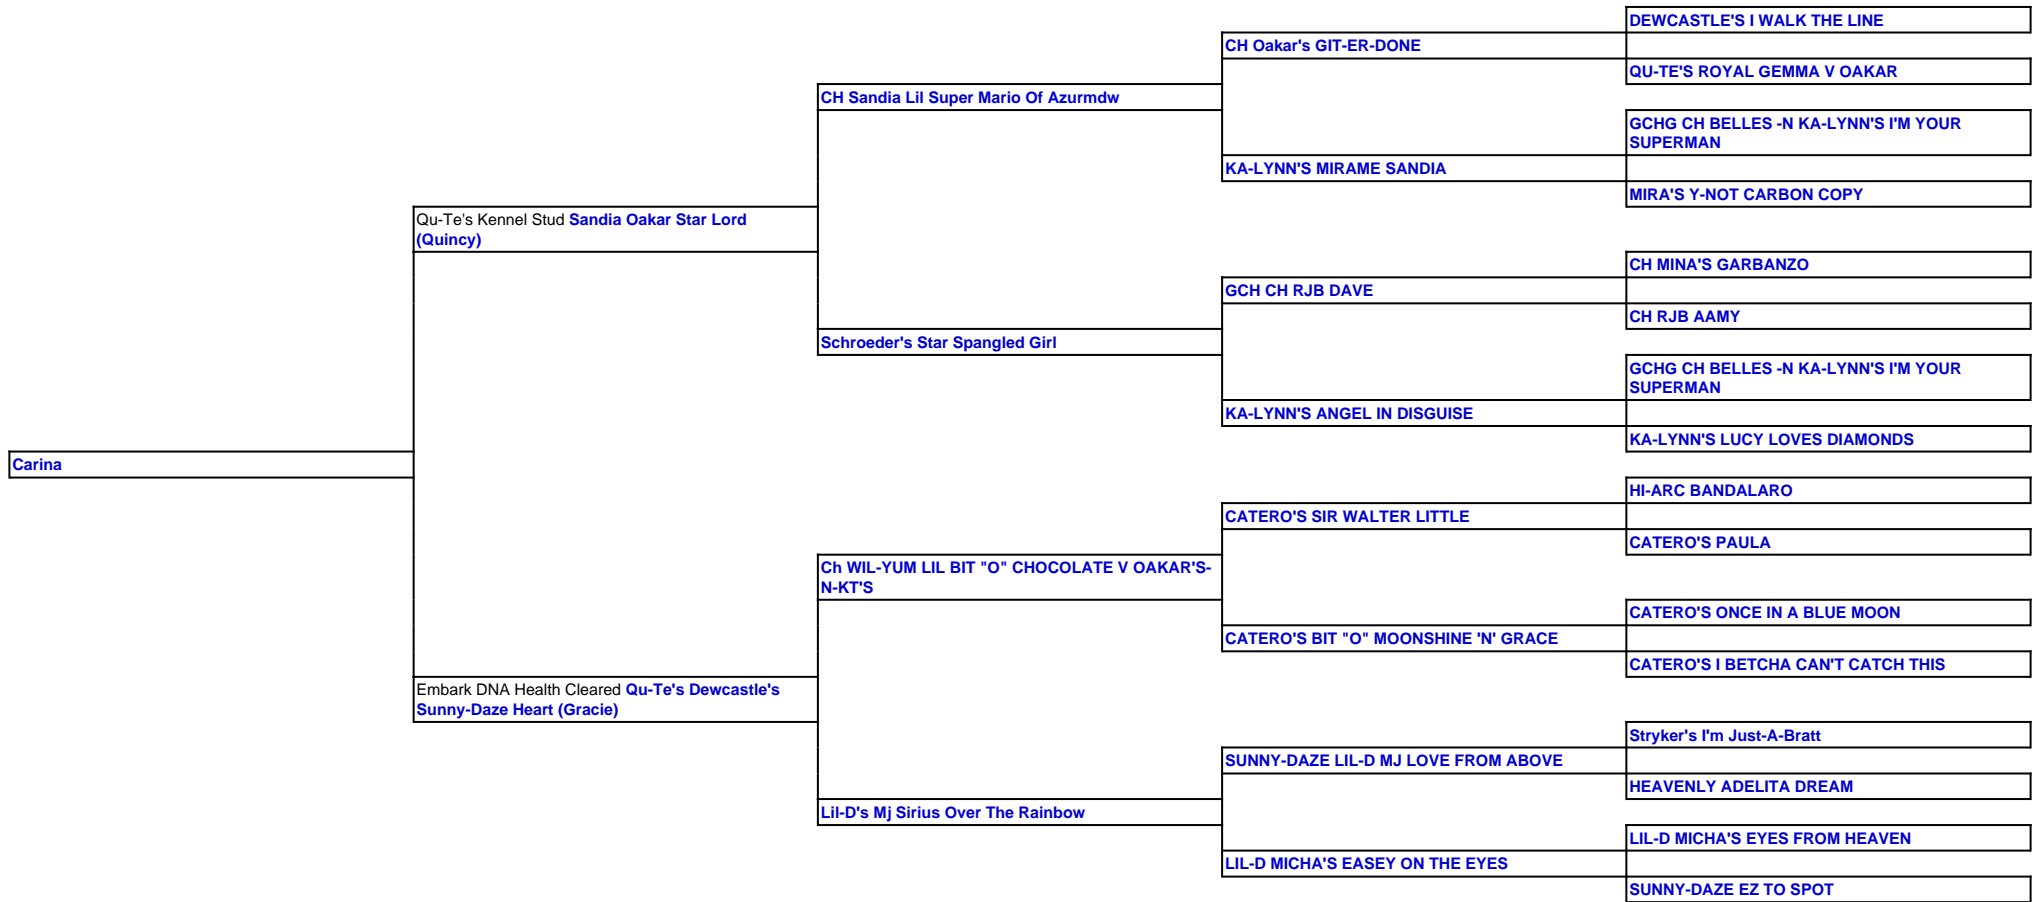 DEWCASTLE'S I WALK THE LINE
CH Oakar's GIT-ER-DONE
QU-TE'S ROYAL GEMMA V OAKAR
CH Sandia Lil Super Mario Of Azurmdw
GCHG CH BELLES -N KA-LYNN'S I'M YOUR
SUPERMAN
KA-LYNN'S MIRAME SANDIA
MIRA'S Y-NOT CARBON COPY
Qu-Te's Kennel Stud Sandia Oakar Star Lord
(Quincy)
CH MINA'S GARBANZO
GCH CH RJB DAVE
CH RJB AAMY
Schroeder's Star Spangled Girl
GCHG CH BELLES -N KA-LYNN'S I'M YOUR
SUPERMAN
KA-LYNN'S ANGEL IN DISGUISE
KA-LYNN'S LUCY LOVES DIAMONDS
Carina
HI-ARC BANDALARO
CATERO'S SIR WALTER LITTLE
CATERO'S PAULA
Ch WIL-YUM LIL BIT "O" CHOCOLATE V OAKAR'S-
N-KT'S
CATERO'S ONCE IN A BLUE MOON
CATERO'S BIT "O" MOONSHINE 'N' GRACE
CATERO'S I BETCHA CAN'T CATCH THIS
Embark DNA Health Cleared Qu-Te's Dewcastle's
Sunny-Daze Heart (Gracie)
Stryker's I'm Just-A-Bratt
SUNNY-DAZE LIL-D MJ LOVE FROM ABOVE
HEAVENLY ADELITA DREAM
Lil-D's Mj Sirius Over The Rainbow
LIL-D MICHA'S EYES FROM HEAVEN
LIL-D MICHA'S EASEY ON THE EYES
SUNNY-DAZE EZ TO SPOT